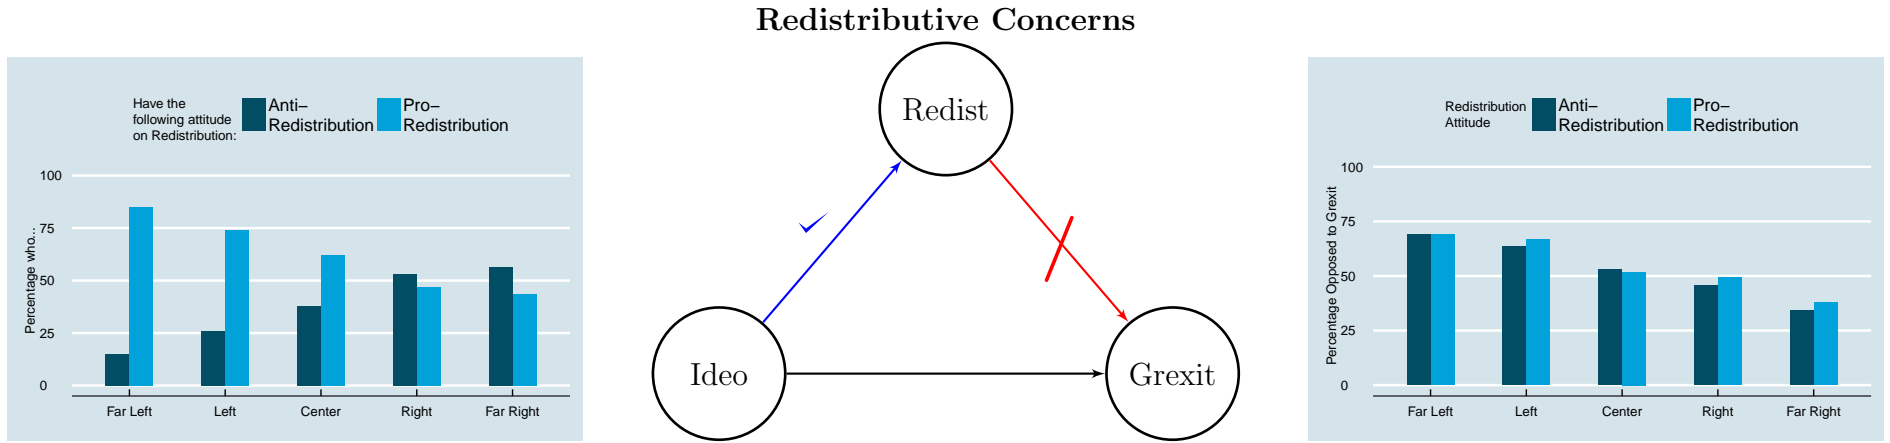 Redistributive Concerns
Have the
following attitude
on Redistribution:
Anti–
Redistribution
Pro–
Redistribution
Percentage who...
100
75
50
25
0
Far Left
Left
Center
Right
Far Right
Redist
Ideo
Grexit
Redistribution
Attitude
Anti–
Redistribution
Pro–
Redistribution
Percentage Opposed to Grexit
100
75
50
25
0
Far Left
Left
Center
Right
Far Right